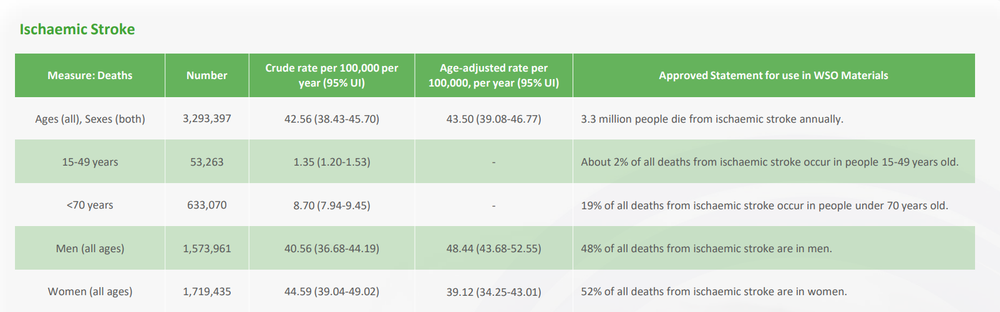 Ischaemic Stroke
Measure: Deaths
Number
Crude rate per 100,000 per
year (95% UI)
Age-adjusted rate per
100,000, per year (95% UI)
Approved Statement for use in WSO Materials
Ages (all), Sexes (both)
3,293,397
42.56 (38.43-45.70)
43.50 (39.08-46.77)
3.3 million people die from ischaemic stroke annually.
15-49 years
53,263
1.35 (1.20-1.53)
-
About 2% of all deaths from ischaemic stroke occur in people 15-49 years old.
<70 years
633,070
8.70 (7.94-9.45)
-
19% of all deaths from ischaemic stroke occur in people under 70 years old.
Men (all ages)
1,573,961
40.56 (36.68-44.19)
48.44 (43.68-52.55)
48% of all deaths from ischaemic stroke are in men.
Women (all ages)
1,719,435
44.59 (39.04-49.02)
39.12 (34.25-43.01)
52% of all deaths from ischaemic stroke are in women.